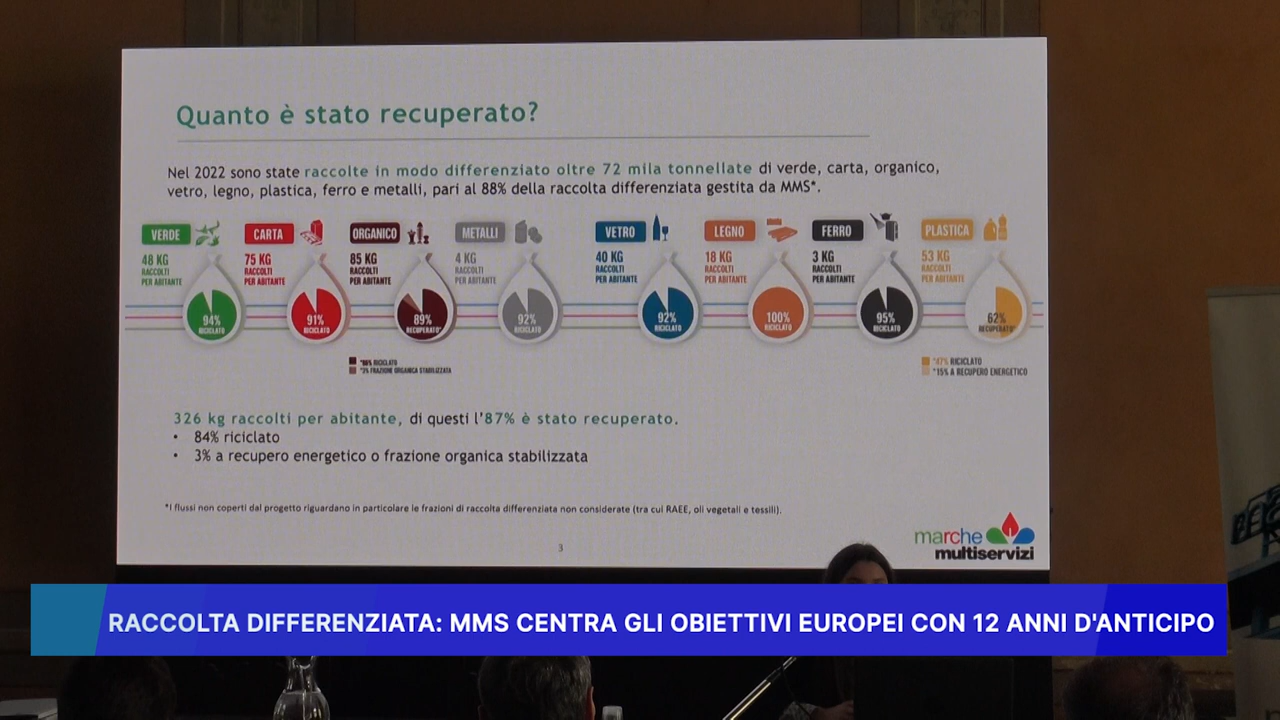 Quanto è stato recuperato?
Nel 2022 sono state raccolte in modo differenziato oltre 72 mila tonnellate di verde, carta, organico,
vetro, legno, plastica, ferro e metalli, pari al 88% della raccolta differenziata gestita da MMS*.
VERDE
48 KG
RACCOLTI
PER ABITANTE
94%
RICICLATO
CARTA
75 KG
RACCOLTI
PER ABITANTE
91%
RICICLATO
ORGANICO
85 KG
RACCOLTI
PER ABITANTE
89%
RECUPERATO*
METALLI
4 KG
RACCOLTI
PER ABITANTE
92%
RICICLATO
VETRO
40 KG
RACCOLTI
PER ABITANTE
92%
RICICLATO
LEGNO
18 KG
RACCOLTI
PER ABITANTE
100%
RICICLATO
FERRO
3 KG
RACCOLTI
PER ABITANTE
95%
RICICLATO
PLASTICA
53 KG
RACCOLTI
PER ABITANTE
62%
RECUPERATO*
RICICLATO
FRAZIONE ORGANICA STABILIZZATA
*47% RICICLATO
*15% A RECUPERO ENERGETICO
326 kg raccolti per abitante, di questi l'87% è stato recuperato.
• 84% riciclato
• 3% a recupero energetico o frazione organica stabilizzata
*I flussi non coperti dal progetto riguardano in particolare le frazioni di raccolta differenziata non considerate (tra cui RAEE, oli vegetali e tessili).
3
marche
multiservizi
RACCOLTA DIFFERENZIATA: MMS CENTRA GLI OBIETTIVI EUROPEI CON 12 ANNI D'ANTICIPO